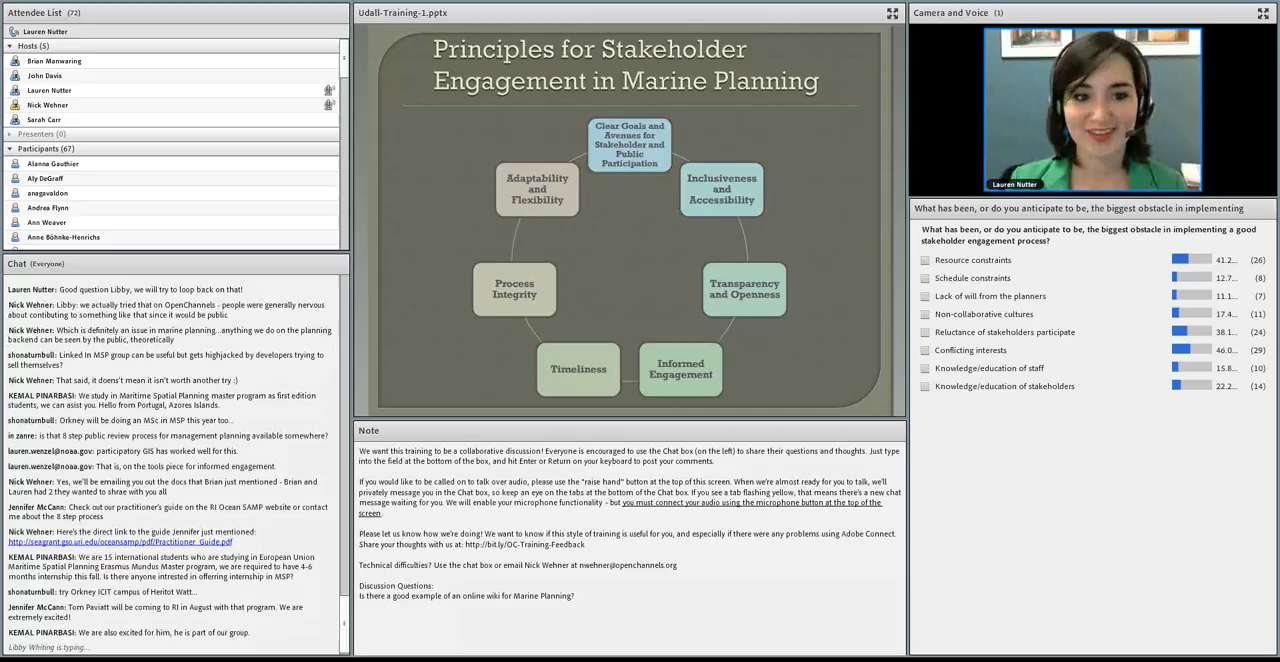 Attendee List (72)
Lauren Nutter
Hosts (5)
Brian Manwaring
John Davis
Lauren Nutter
Nick Wehner
Sarah Carr
Presenters (0)
Participants (67)
Alanna Gauthier
Aly DeGraff
anagavaldon
Andrea Flynn
Ann Weaver
Anne Böhnke-Henrichs
Chat (Everyone)
Lauren Nutter: Good question Libby, we will try to loop back on that!
Nick Wehner: Libby: we actually tried that on OpenChannels - people were generally nervous
about contibuting to something like that since it would be public
Nick Wehner: Which is definitely an issue in marine planning...anything we do on the planning
backend can be seen by the public, theoretically
shonaturnbull: Linked In MSP group can be useful but gets highjacked by developers trying to
sell themselves?
Nick Wehner: That said, it doens't mean it isn't worth another try :)
KEMAL PINARBASI: We study in Maritime Spatial Planning master program as first edition
students, we can asist you. Hello from Portugal, Azores Islands.
shonaturnbull: Orkney will be doing an MSc in MSP this year too...
in zanre: is that 8 step public review process for management planning available somewhere?
lauren.wenzel@noaa.gov: participatory GIS has worked well for this.
lauren.wenzel@noaa.gov: That is, on the tools piece for informed engagement.
Nick Wehner: Yes, we'll be emailing you out the docs that Brian just mentioned - Brian and
Lauren had 2 they wanted to shrae with you all
Jennifer McCann: Check out our practitioner's guide on the RI Ocean SAMP website or contact
me about the 8 step process
Nick Wehner: Here's the direct link to the guide Jennifer just mentioned:
http://seagrant.gso.uri.edu/oceansamp/pdf/Practitioner_Guide.pdf
KEMAL PINARBASI: We are 15 international students who are studying in European Union
Maritime Spatial Planning Erasmus Mundus Master program, we are required to have 4-6
months internship this fall. Is there anyone intrested in offering internship in MSP?
shonaturnbull: try Orkney ICIT campus of Heritot Watt...
Jennifer McCann: Tom Paviatt will be coming to RI in August with that program. We are
extremely excited!
KEMAL PINARBASI: We are also excited for him, he is part of our group.
Libby Whiting is typing...
Udall-Training-1.pptx
Principles for Stakeholder
Engagement in Marine Planning
Clear Goals and
Avenues for
Stakeholder and
Public
Participation
Adaptability
and
Flexibility
Inclusiveness
and
Accessibility
Process
Integrity
Transparency
and Openness
Timeliness
Informed
Engagement
Note
We want this training to be a collaborative discussion! Everyone is encouraged to use the Chat box (on the left) to share their questions and thoughts. Just type
into the field at the bottom of the box, and hit Enter or Return on your keyboard to post your comments.
If you would like to be called on to talk over audio, please use the "raise hand" button at the top of this screen. When we're almost ready for you to talk, we'll
privately message you in the Chat box, so keep an eye on the tabs at the bottom of the Chat box. If you see a tab flashing yellow, that means there's a new chat
message waiting for you. We will enable your microphone functionality - but you must connect your audio using the microphone button at the top of the
screen.
Please let us know how we're doing! We want to know if this style of training is useful for you, and especially if there were any problems using Adobe Connect.
Share your thoughts with us at: http://bit.ly/OC-Training-Feedback
Technical difficulties? Use the chat box or email Nick Wehner at nwehner@openchannels.org
Discussion Questions:
Is there a good example of an online wiki for Marine Planning?
Camera and Voice (1)
Lauren Nutter
What has been, or do you anticipate to be, the biggest obstacle in implementing
What has been, or do you anticipate to be, the biggest obstacle in implementing a good
stakeholder engagement process?
Resource constraints 41.2... (26)
Schedule constraints 12.7... (8)
Lack of will from the planners 11.1... (7)
Non-collaborative cultures 17.4... (11)
Reluctance of stakeholders participate 38.1... (24)
Conflicting interests 46.0... (29)
Knowledge/education of staff 15.8... (10)
Knowledge/education of stakeholders 22.2... (14)